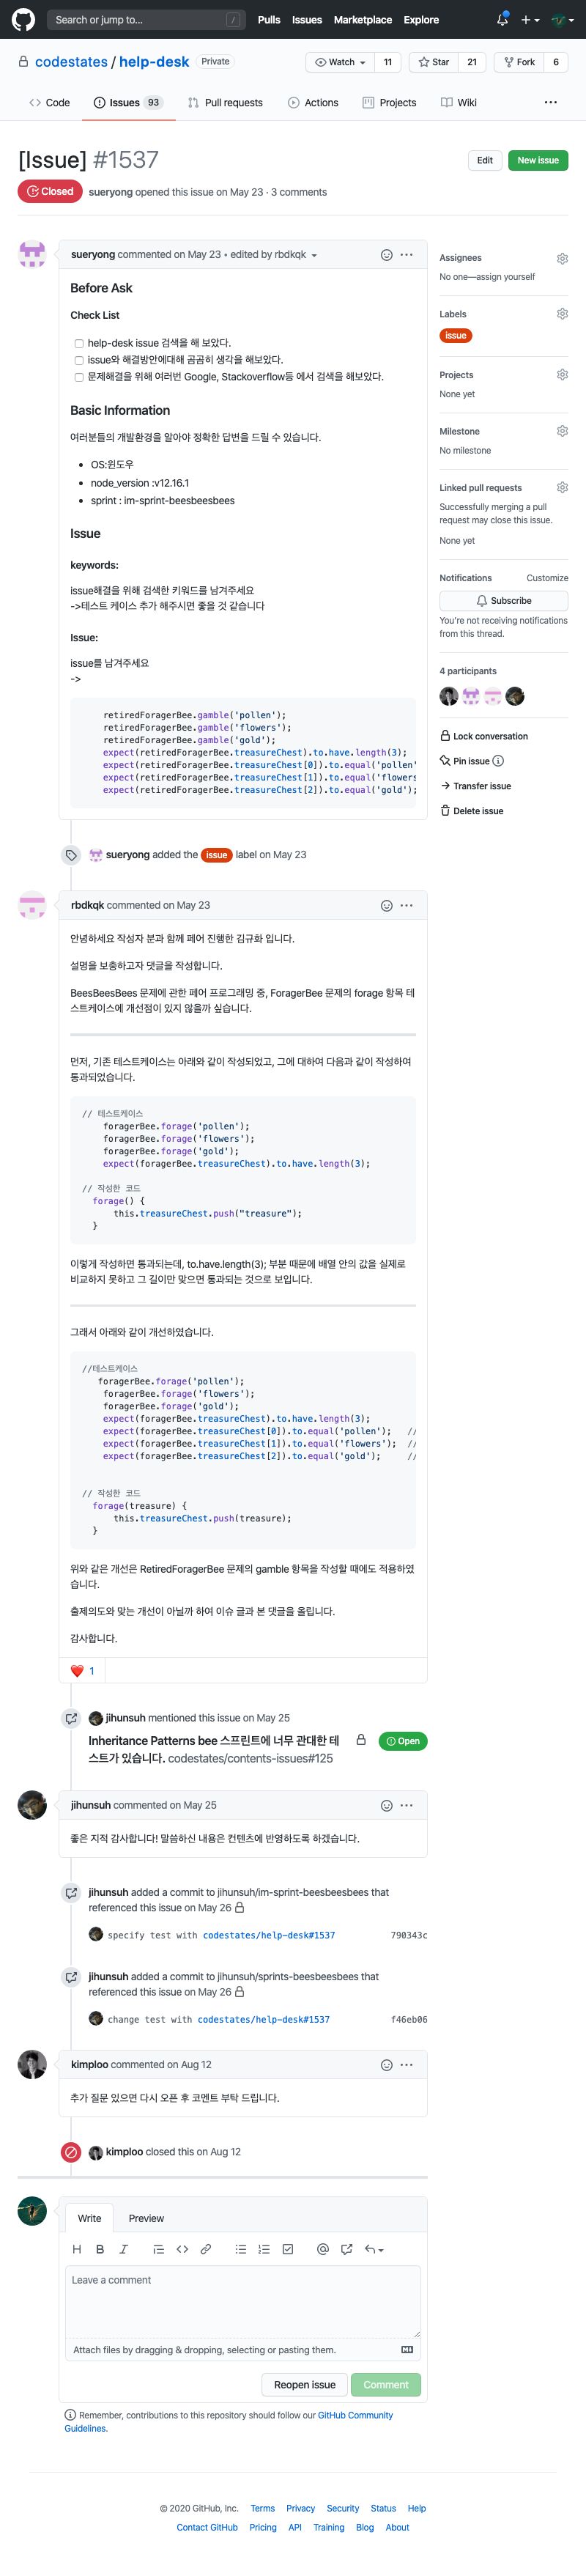 Search or jump to...
/
Pulls Issues Marketplace Explore
codestates / help-desk Private
Watch 11 Star 21 Fork 6
Code Issues 93 Pull requests Actions Projects Wiki
[Issue] #1537
Edit New issue
Closed sueryong opened this issue on May 23 · 3 comments
sueryong commented on May 23 • edited by rbdkqk
Before Ask
Check List
help-desk issue 검색을 해 보았다.
issue와 해결방안에대해 곰곰히 생각을 해보았다.
문제해결을 위해 여러번 Google, Stackoverflow등 에서 검색을 해보았다.
Basic Information
여러분들의 개발환경을 알아야 정확한 답변을 드릴 수 있습니다.
OS:윈도우
node_version :v12.16.1
sprint : im-sprint-beesbeesbees
Issue
keywords:
issue해결을 위해 검색한 키워드를 남겨주세요
->테스트 케이스 추가 해주시면 좋을 것 같습니다
Issue:
issue를 남겨주세요
->
retiredForagerBee.gamble('pollen');
retiredForagerBee.gamble('flowers');
retiredForagerBee.gamble('gold');
expect(retiredForagerBee.treasureChest).to.have.length(3);
expect(retiredForagerBee.treasureChest[0]).to.equal('pollen'
expect(retiredForagerBee.treasureChest[1]).to.equal('flowers
expect(retiredForagerBee.treasureChest[2]).to.equal('gold');
Assignees
No one—assign yourself
Labels
issue
Projects
None yet
Milestone
No milestone
Linked pull requests
Successfully merging a pull
request may close this issue.
None yet
Notifications Customize
Subscribe
You're not receiving notifications
from this thread.
4 participants
Lock conversation
Pin issue
Transfer issue
Delete issue
sueryong added the issue label on May 23
rbdkqk commented on May 23
안녕하세요 작성자 분과 함께 페어 진행한 김규화 입니다.
설명을 보충하고자 댓글을 작성합니다.
BeesBeesBees 문제에 관한 페어 프로그래밍 중, ForagerBee 문제의 forage 항목 테
스트케이스에 개선점이 있지 않을까 싶습니다.
먼저, 기존 테스트케이스는 아래와 같이 작성되었고, 그에 대하여 다음과 같이 작성하여
통과되었습니다.
// 테스트케이스
foragerBee.forage('pollen');
foragerBee.forage('flowers');
foragerBee.forage('gold');
expect(foragerBee.treasureChest).to.have.length(3);
// 작성한 코드
forage() {
this.treasureChest.push("treasure");
}
이렇게 작성하면 통과되는데, to.have.length(3); 부분 때문에 배열 안의 값을 실제로
비교하지 못하고 그 길이만 맞으면 통과되는 것으로 보입니다.
그래서 아래와 같이 개선하였습니다.
//테스트케이스
foragerBee.forage('pollen');
foragerBee.forage('flowers');
foragerBee.forage('gold');
expect(foragerBee.treasureChest).to.have.length(3);
expect(foragerBee.treasureChest[0]).to.equal('pollen'); //
expect(foragerBee.treasureChest[1]).to.equal('flowers'); //
expect(foragerBee.treasureChest[2]).to.equal('gold'); //
// 작성한 코드
forage(treasure) {
this.treasureChest.push(treasure);
}
위와 같은 개선은 RetiredForagerBee 문제의 gamble 항목을 작성할 때에도 적용하였
습니다.
출제의도와 맞는 개선이 아닐까 하여 이슈 글과 본 댓글을 올립니다.
감사합니다.
1
jihunsuh mentioned this issue on May 25
Inheritance Patterns bee 스프린트에 너무 관대한 테
스트가 있습니다. codestates/contents-issues#125
Open
jihunsuh commented on May 25
좋은 지적 감사합니다! 말씀하신 내용은 컨텐츠에 반영하도록 하겠습니다.
jihunsuh added a commit to jihunsuh/im-sprint-beesbeesbees that
referenced this issue on May 26
specify test with codestates/help-desk#1537 790343c
jihunsuh added a commit to jihunsuh/sprints-beesbeesbees that
referenced this issue on May 26
change test with codestates/help-desk#1537 f46eb06
kimploo commented on Aug 12
추가 질문 있으면 다시 오픈 후 코멘트 부탁 드립니다.
kimploo closed this on Aug 12
Write Preview
H B I
Leave a comment
Attach files by dragging & dropping, selecting or pasting them.
Reopen issue Comment
Remember, contributions to this repository should follow our GitHub Community
Guidelines.
© 2020 GitHub, Inc. Terms Privacy Security Status Help
Contact GitHub Pricing API Training Blog About